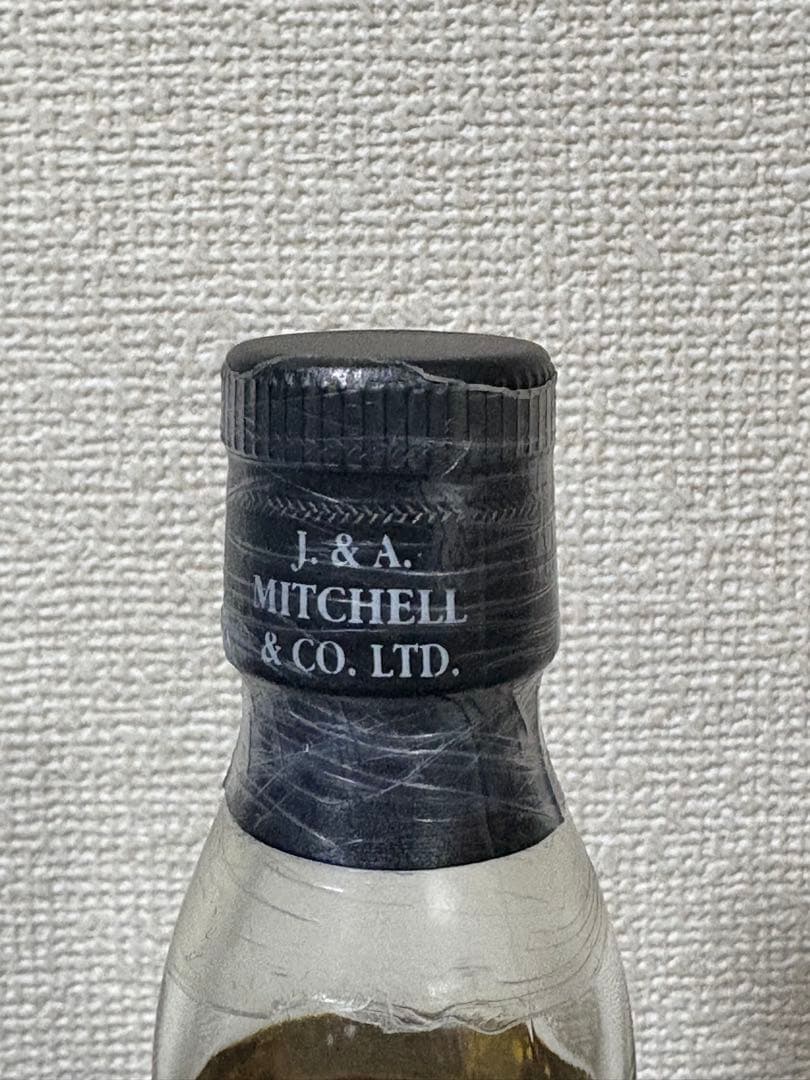 J. & A.
MITCHELL
& CO. LTD.